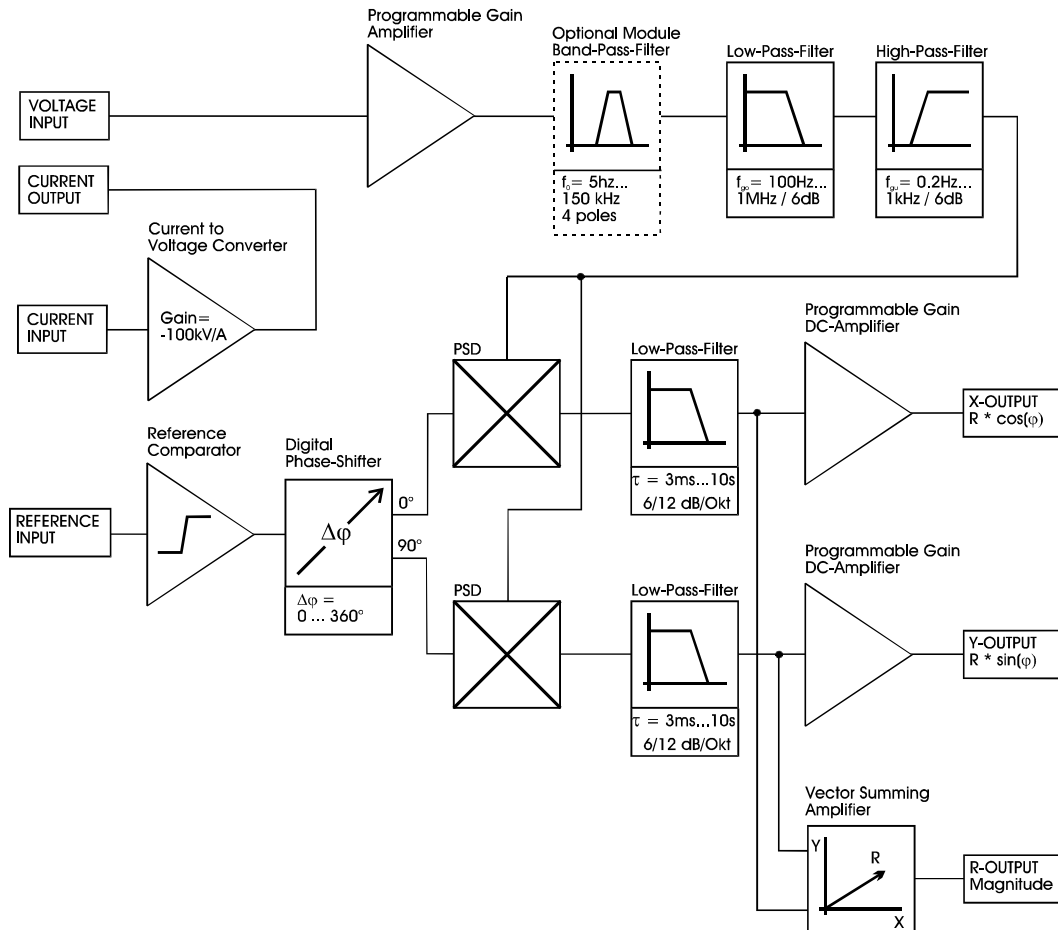 Programmable Gain
Amplifier
Optional Module
Band-Pass-Filter
Low-Pass-Filter
High-Pass-Filter
VOLTAGE
INPUT
f₀= 5hz...
150 kHz
4 poles
f_go = 100Hz...
1MHz / 6dB
f_gu = 0.2Hz...
1kHz / 6dB
CURRENT
OUTPUT
Current to
Voltage Converter
CURRENT
INPUT
Gain=
-100kV/A
PSD
Low-Pass-Filter
τ = 3ms...10s
6/12 dB/Okt
Programmable Gain
DC-Amplifier
X-OUTPUT
R * cos(φ)
Reference
Comparator
Digital
Phase-Shifter
REFERENCE
INPUT
Δφ
0°
90°
Δφ =
0 ... 360°
PSD
Low-Pass-Filter
τ = 3ms...10s
6/12 dB/Okt
Programmable Gain
DC-Amplifier
Y-OUTPUT
R * sin(φ)
Vector Summing
Amplifier
Y
R
X
R-OUTPUT
Magnitude